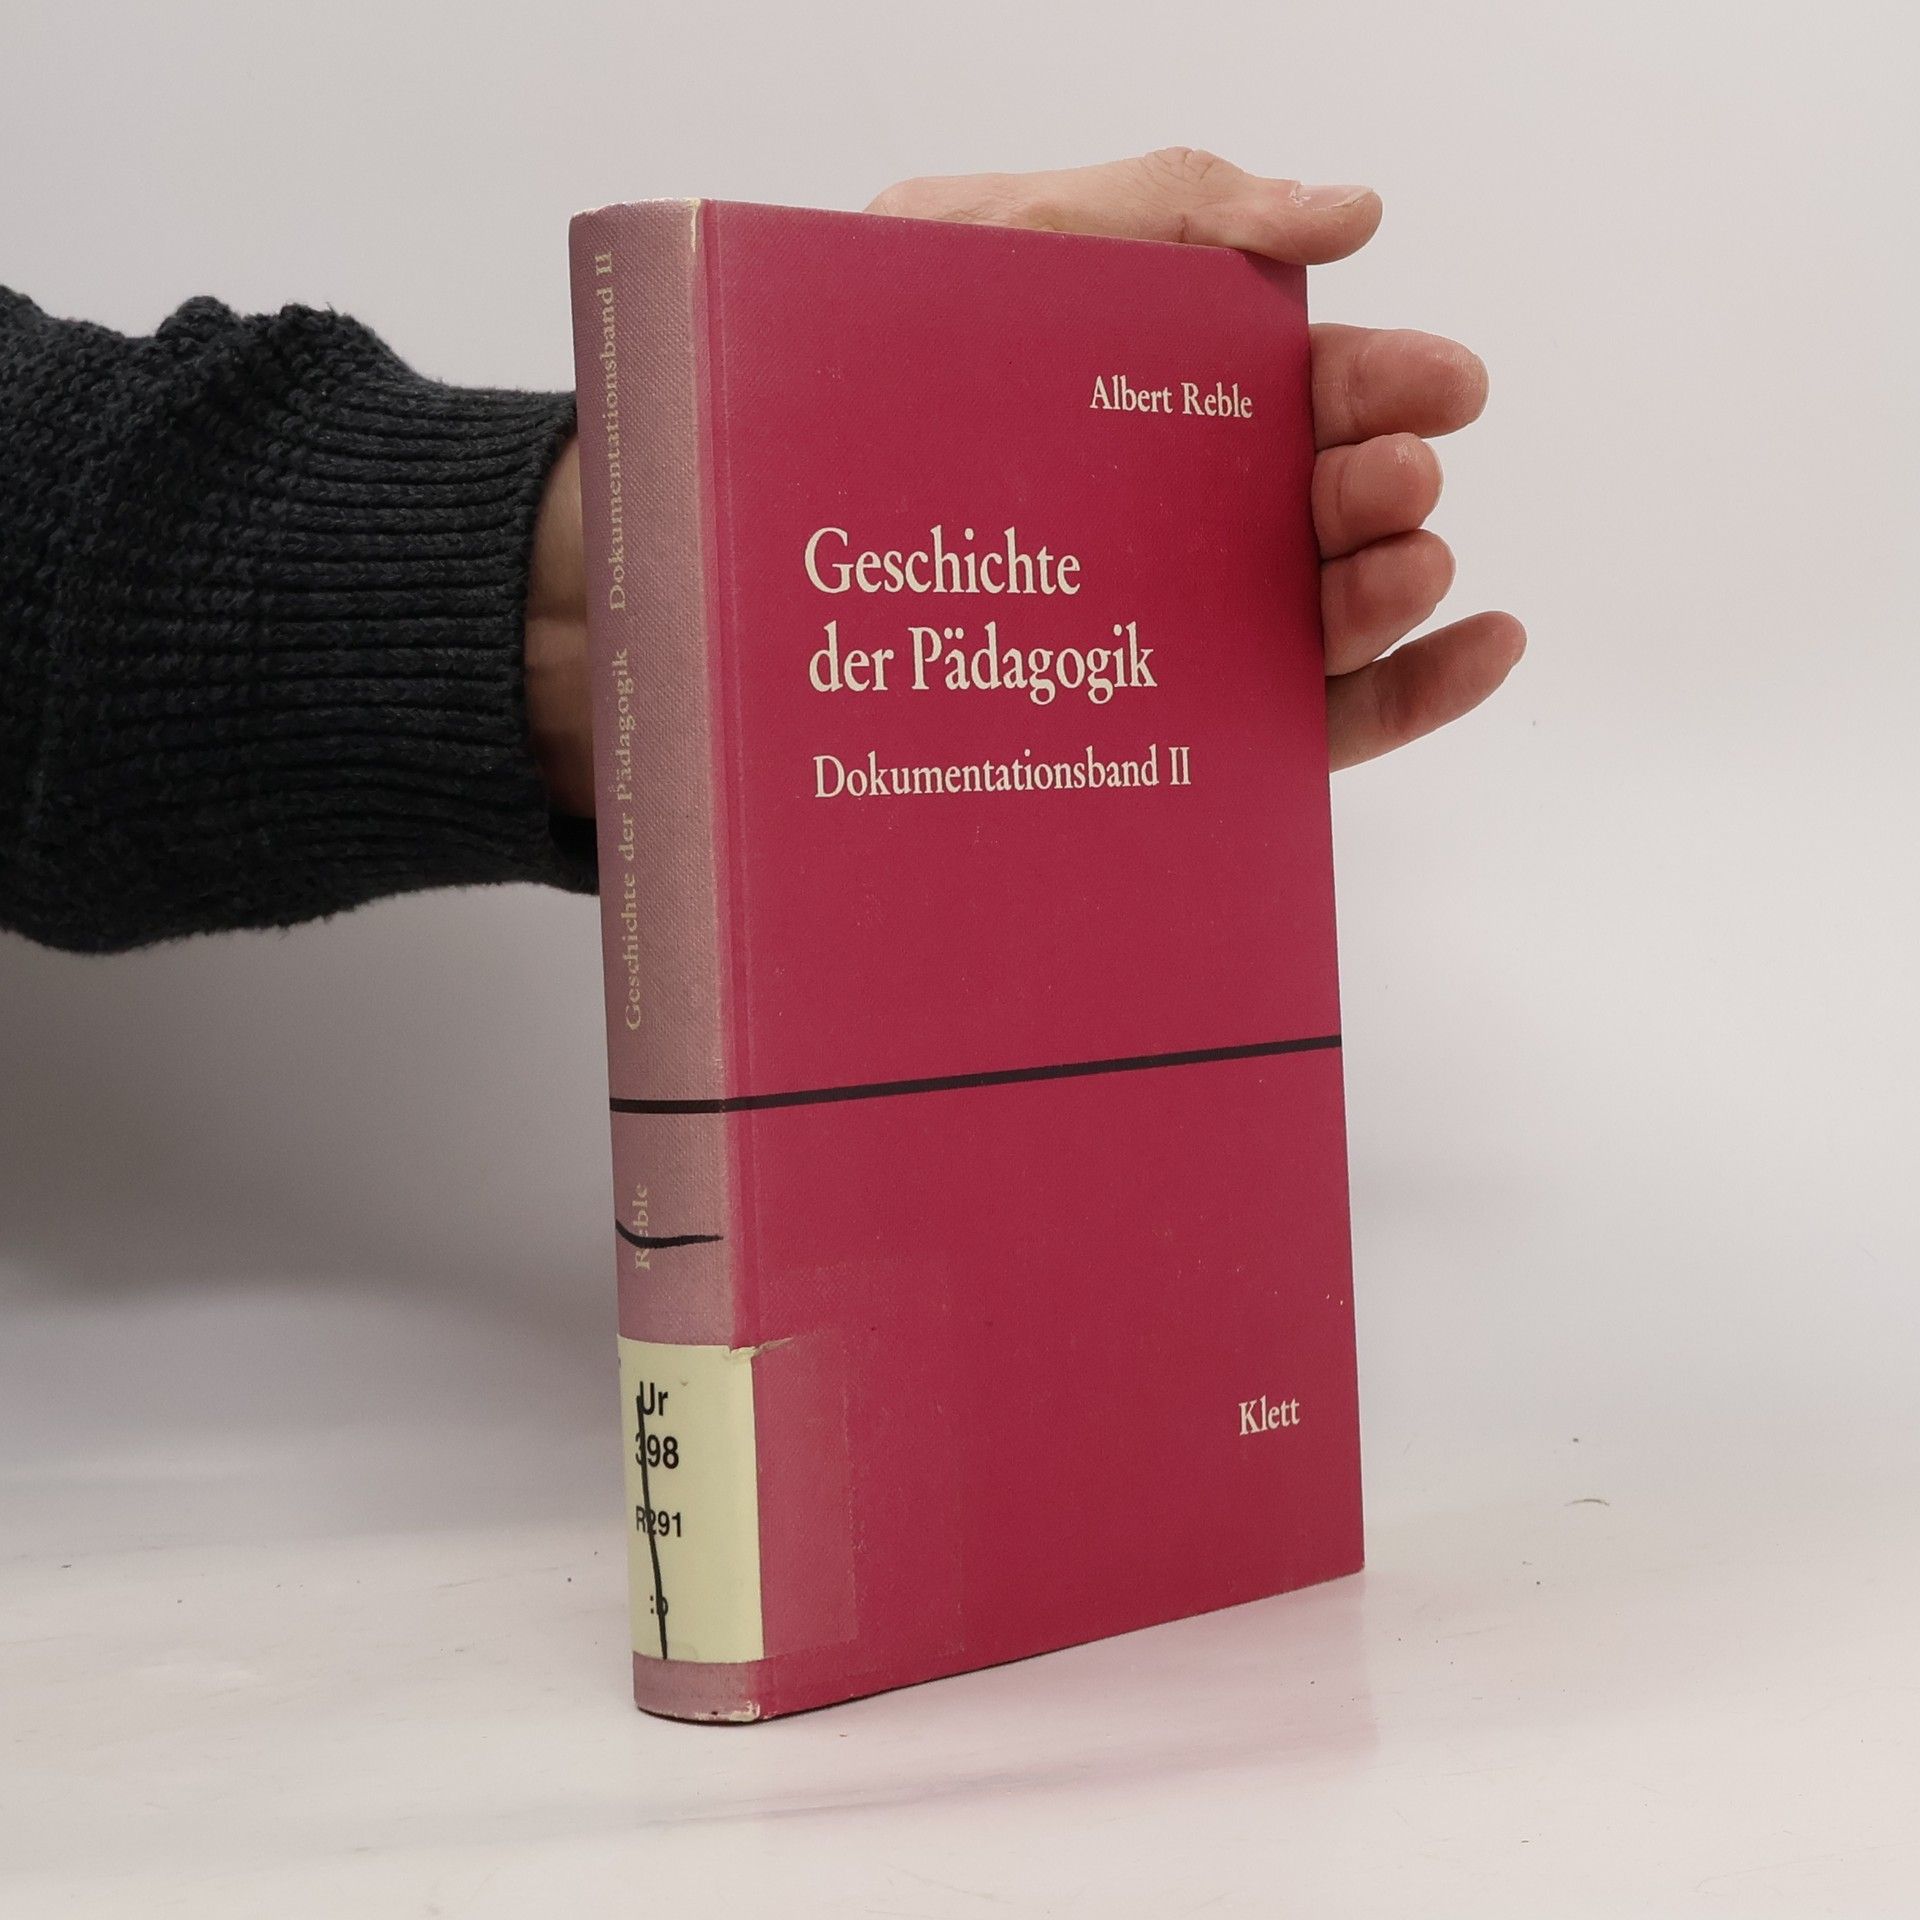 Albert Reble
Geschichte
der Pädagogik
Dokumentationsband II
Klett
Geschichte der Pädagogik Dokumentationsband II
Reble
Ur
398
R291
:b